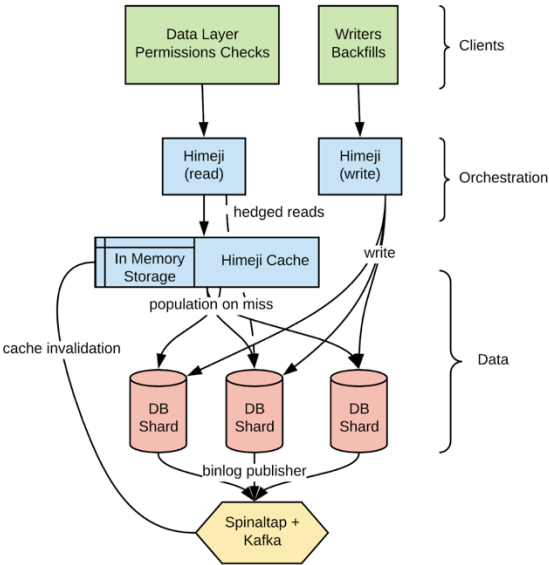 Data Layer
Permissions Checks
Writers
Backfills
Clients
Himeji
(read)
Himeji
(write)
Orchestration
hedged reads
write
In Memory
Storage
Himeji Cache
population on miss
cache invalidation
Data
DB
Shard
DB
Shard
DB
Shard
binlog publisher
Spinaltap +
Kafka